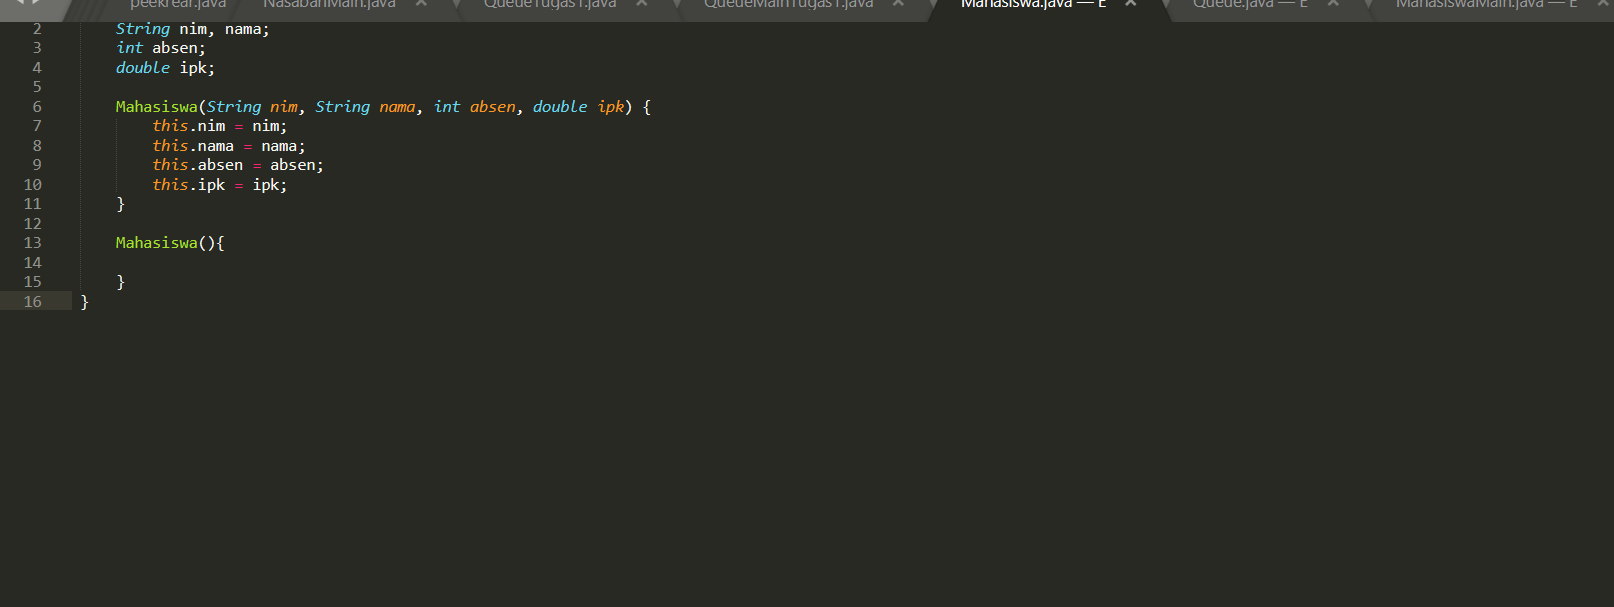 peekrear.java NasabahMain.java QueueTugas1.java QueueMainTugas1.java Mahasiswa.java — E Queue.java — E MahasiswaMain.java — E
2 String nim, nama;
3 int absen;
4 double ipk;
5
6 Mahasiswa(String nim, String nama, int absen, double ipk) {
7 this.nim = nim;
8 this.nama = nama;
9 this.absen = absen;
10 this.ipk = ipk;
11 }
12
13 Mahasiswa(){
14
15 }
16 }